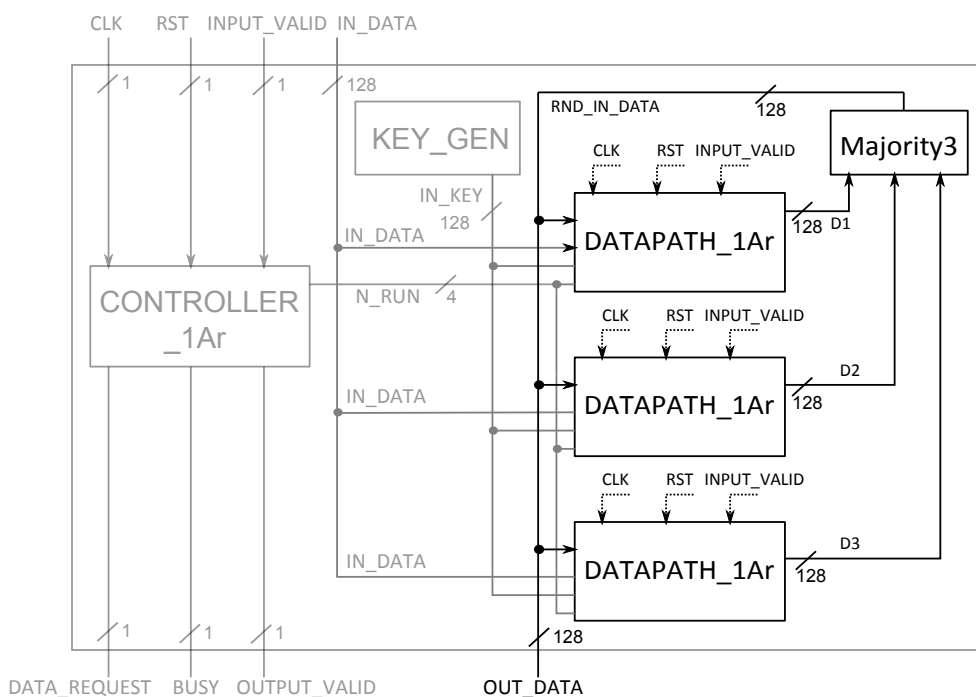 CLK RST INPUT_VALID IN_DATA
1 1 1 128
RND_IN_DATA 128
KEY_GEN
Majority3
CLK RST INPUT_VALID
IN_KEY
128
128 D1
IN_DATA
DATAPATH_1Ar
CONTROLLER
_1Ar
N_RUN 4
CLK RST INPUT_VALID
D2
128
IN_DATA
DATAPATH_1Ar
CLK RST INPUT_VALID
D3
128
IN_DATA
DATAPATH_1Ar
1 1 1 128
DATA_REQUEST BUSY OUTPUT_VALID OUT_DATA